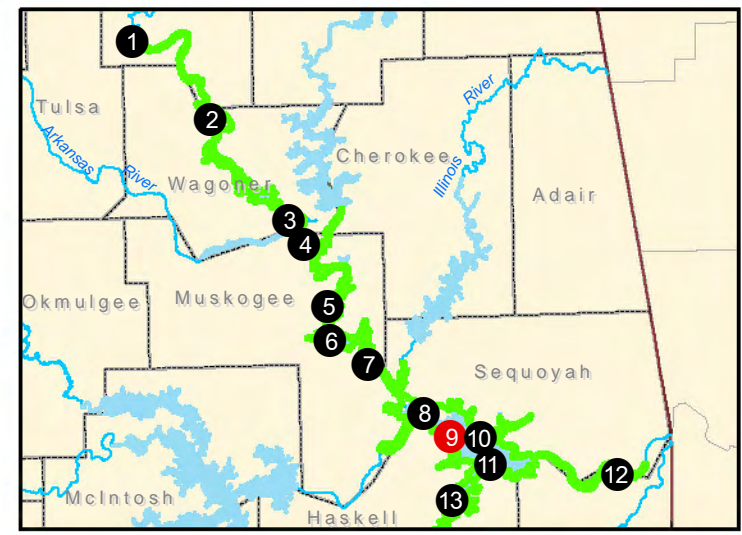 1
River
2
Tulsa
Arkansas
River
Cherokee
Illinois
Wagoner
Adair
3
4
Okmulgee
Muskogee
5
6
7
Sequoyah
8
9
10
11
12
McIntosh
13
Haskell